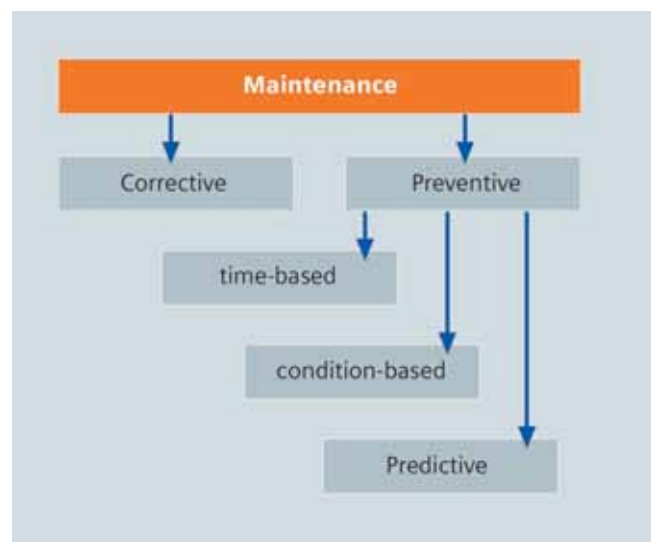 Maintenance
Corrective
Preventive
time-based
condition-based
Predictive